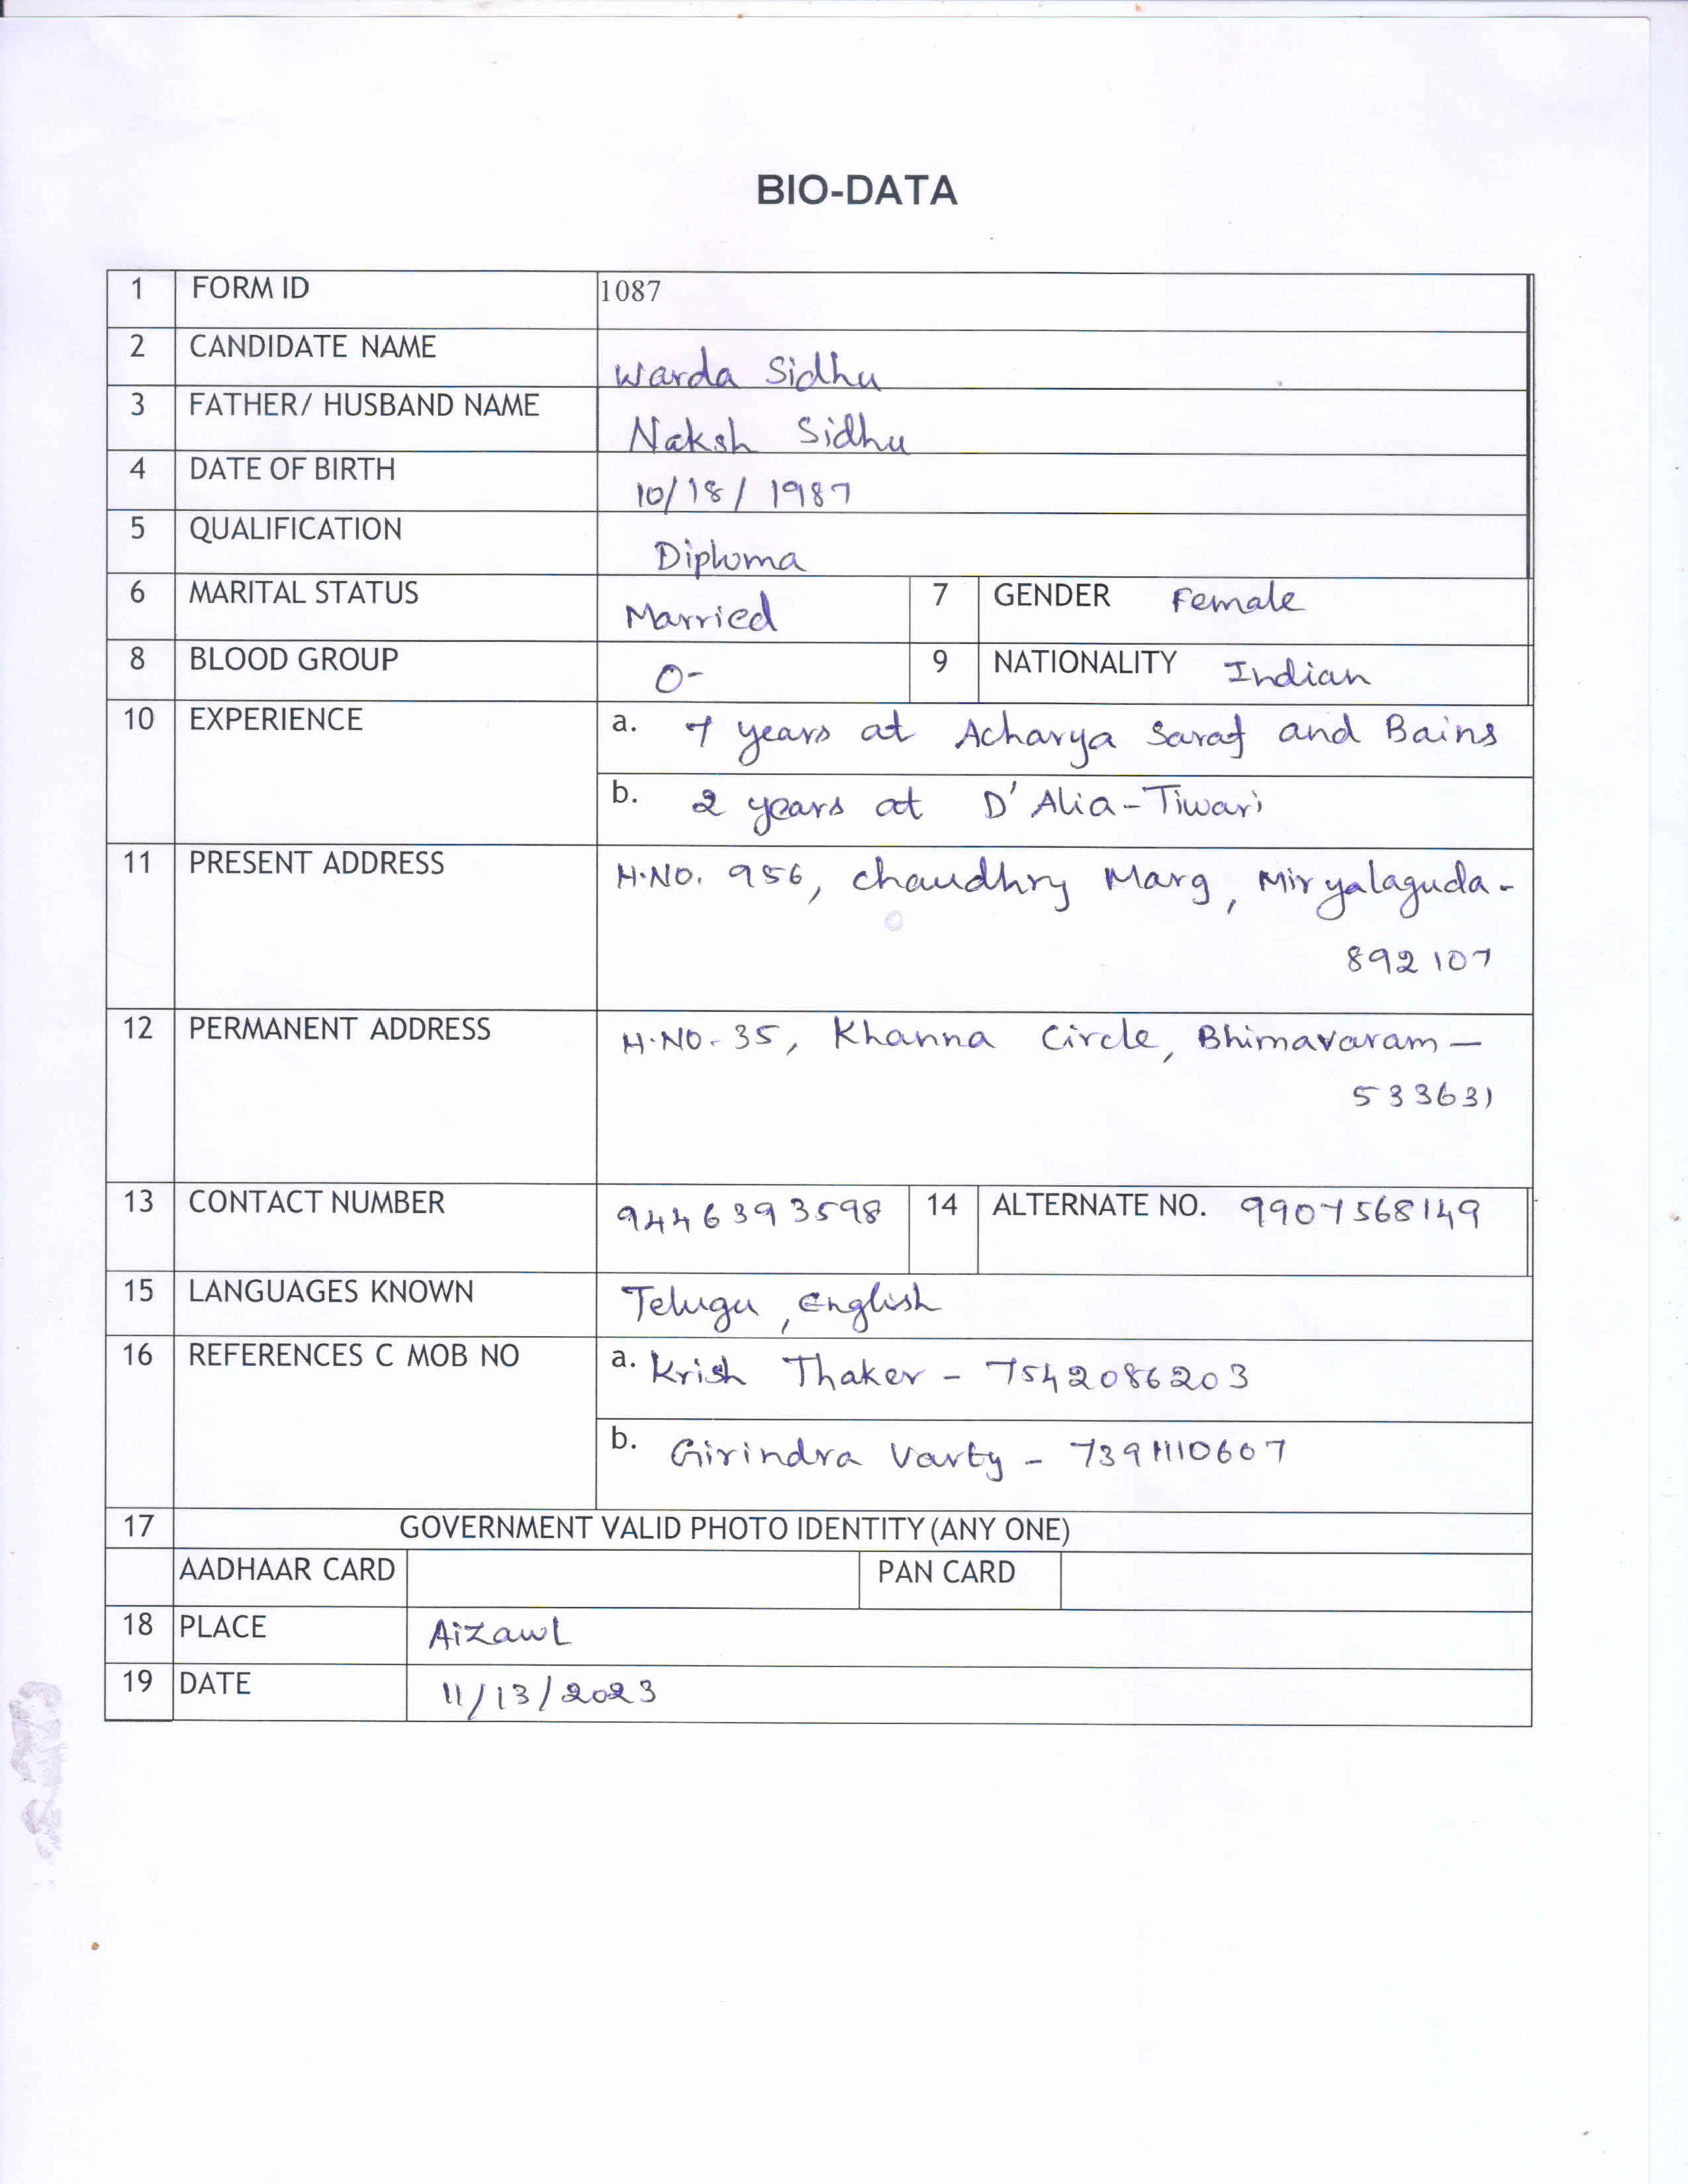 BIO-DATA
1 FORM ID 1087
2 CANDIDATE NAME Warda Sidhu
3 FATHER/ HUSBAND NAME Naksh Sidhu
4 DATE OF BIRTH 10/18/1987
5 QUALIFICATION Diploma
6 MARITAL STATUS Married 7 GENDER Female
8 BLOOD GROUP O- 9 NATIONALITY Indian
10 EXPERIENCE a. 7 years at Acharya Saraf and Bains
b. 2 years at D'Alia-Tiwari
11 PRESENT ADDRESS H.NO. 956, Chaudhry Marg, Miryalaguda-
892107
12 PERMANENT ADDRESS H.NO. 35, Khanna Circle, Bhimavaram-
533631
13 CONTACT NUMBER 9446393598 14 ALTERNATE NO. 9907568149
15 LANGUAGES KNOWN Telugu, English
16 REFERENCES C MOB NO a. Krish Thaker - 7542086203
b. Girindra Varty -
17 GOVERNMENT VALID PHOTO IDENTITY (ANY ONE)
AADHAAR CARD PAN CARD
18 PLACE Aizawl
19 DATE 11/13/2023